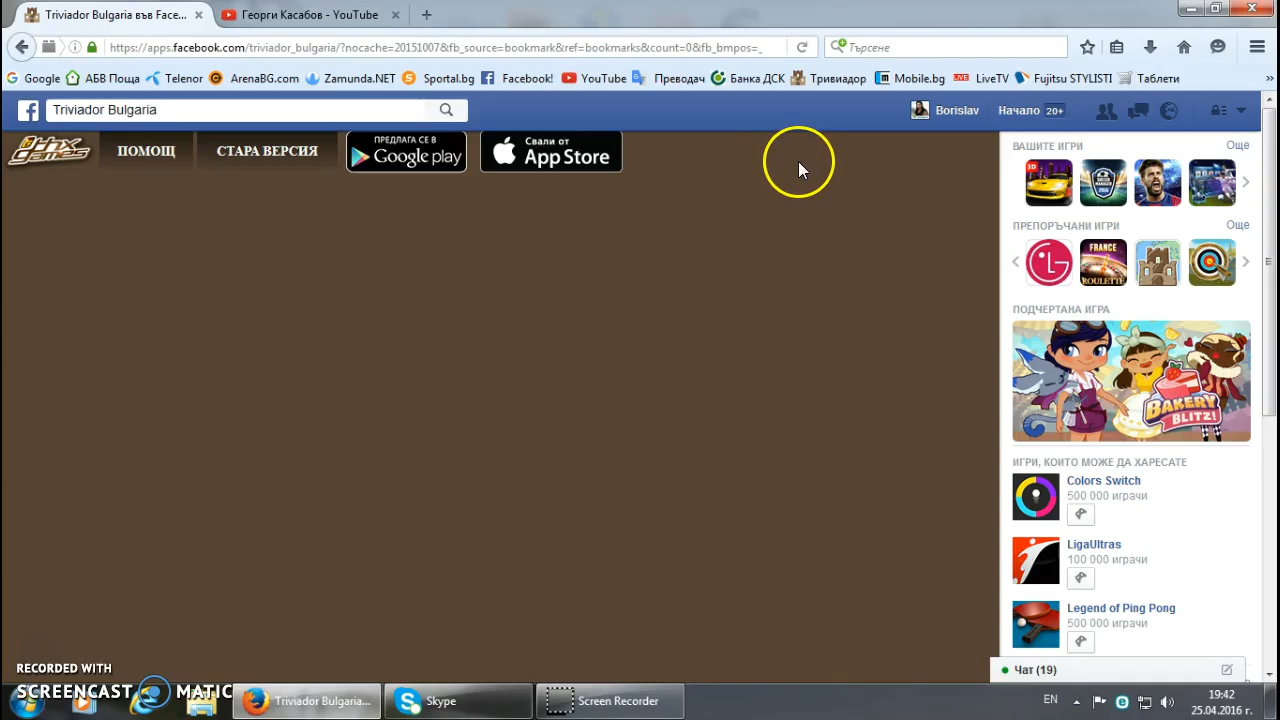 Triviador Bulgaria във Face...
Георги Касабов - YouTube
https://apps.facebook.com/triviador_bulgaria/?nocache=20151007&fb_source=bookmark&ref=bookmarks&count=0&fb_bmpos=_
Търсене
Google АБВ Поща Telenor ArenaBG.com Zamunda.NET Sportal.bg Facebook! YouTube Преводач Банка ДСК Тривиадор Mobile.bg LIVE LiveTV Fujitsu STYLISTI Таблети
Triviador Bulgaria
Borislav Начало 20+
THX games
ПОМОЩ
СТАРА ВЕРСИЯ
ПРЕДЛАГА СЕ В
Google play
Свали от
App Store
ВАШИТЕ ИГРИ Още
ПРЕПОРЪЧАНИ ИГРИ Още
FRANCE
ROULETTE
ПОДЧЕРТАНА ИГРА
BAKERY
BLITZ!
ИГРИ, КОИТО МОЖЕ ДА ХАРЕСАТЕ
Colors Switch
500 000 играчи
LigaUltras
100 000 играчи
Legend of Ping Pong
500 000 играчи
Чат (19)
RECORDED WITH
SCREENCAST MATIC
Triviador Bulgaria...
Skype
Screen Recorder
EN
19:42
25.04.2016 г.